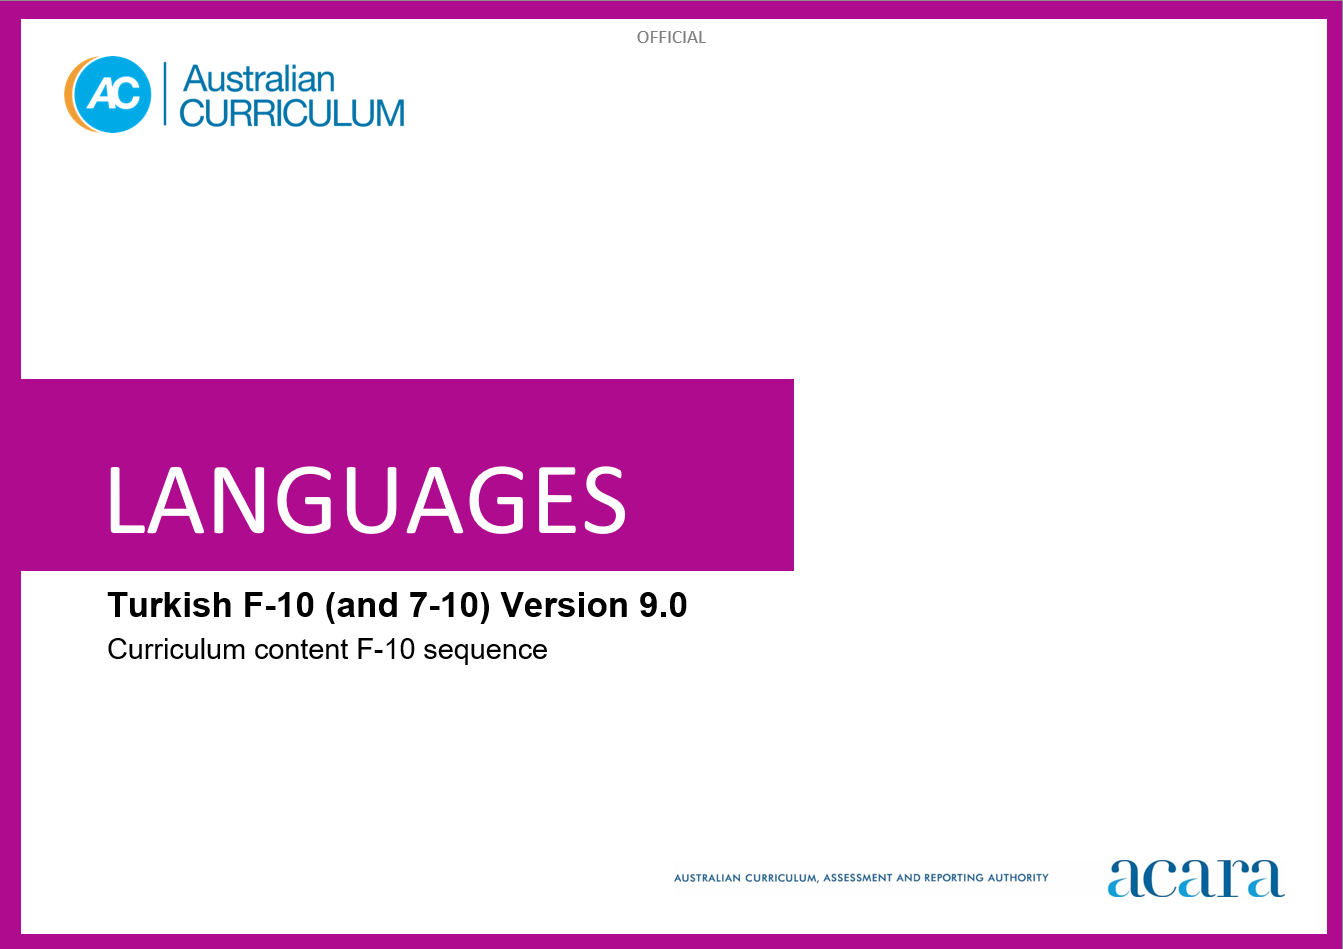 OFFICIAL
AC
Australian
CURRICULUM
LANGUAGES
Turkish F-10 (and 7-10) Version 9.0
Curriculum content F-10 sequence
AUSTRALIAN CURRICULUM, ASSESSMENT AND REPORTING AUTHORITY
acara